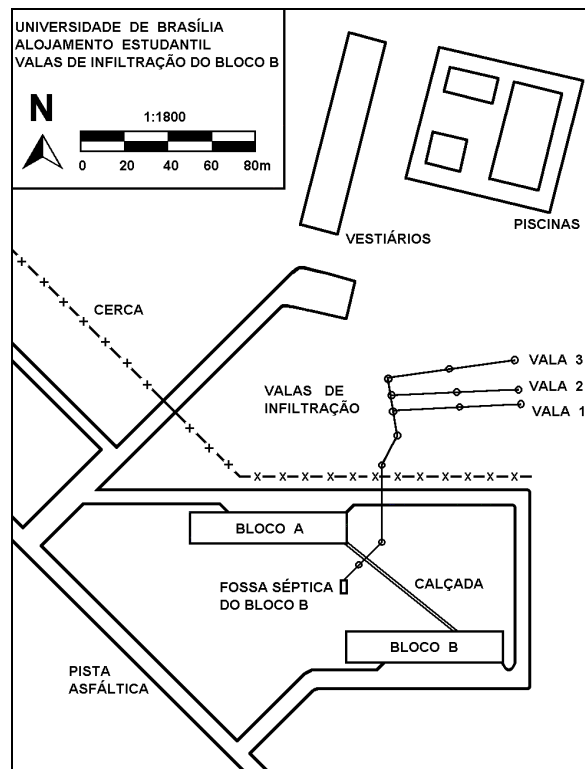 UNIVERSIDADE DE BRASÍLIA
ALOJAMENTO ESTUDANTIL
VALAS DE INFILTRAÇÃO DO BLOCO B
N
1:1800
0 20 40 60 80m
VESTIÁRIOS
PISCINAS
CERCA
VALA 3
VALA 2
VALA 1
VALAS DE
INFILTRAÇÃO
BLOCO A
FOSSA SÉPTICA
DO BLOCO B
CALÇADA
BLOCO B
PISTA
ASFÁLTICA